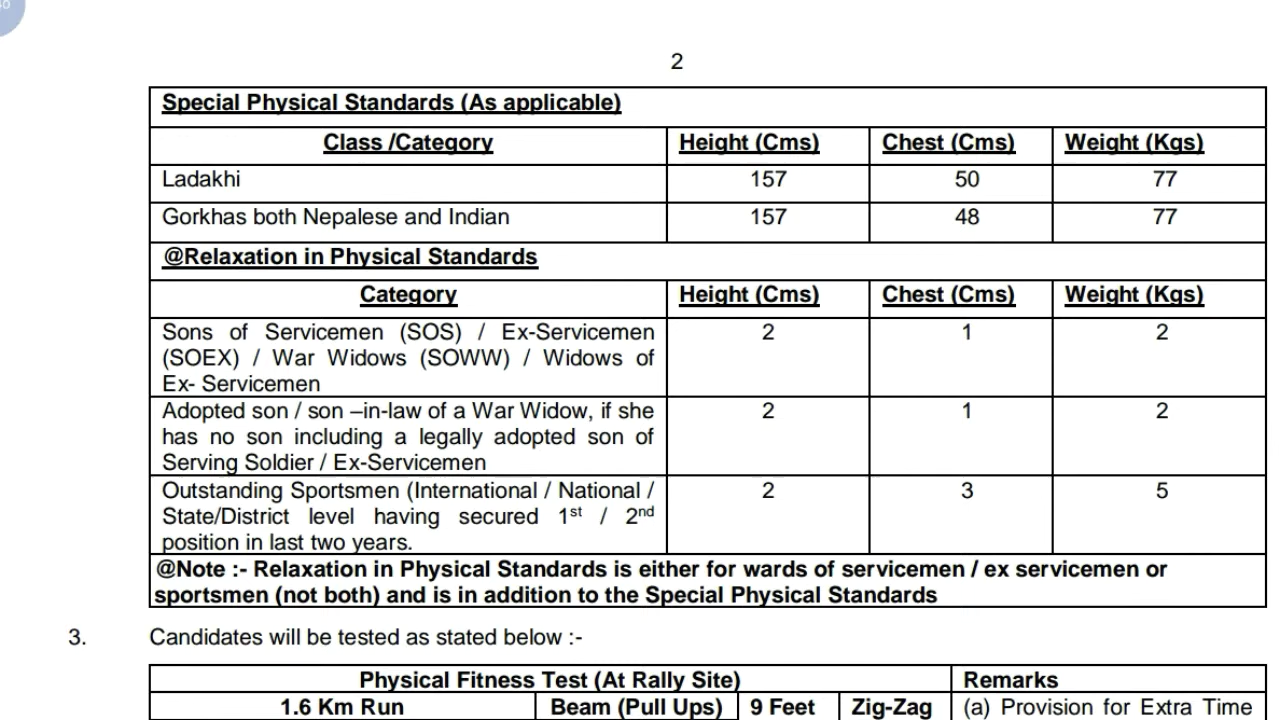 2
Special Physical Standards (As applicable)
Class /Category Height (Cms) Chest (Cms) Weight (Kgs)
Ladakhi 157 50 77
Gorkhas both Nepalese and Indian 157 48 77
@Relaxation in Physical Standards
Category Height (Cms) Chest (Cms) Weight (Kgs)
Sons of Servicemen (SOS) / Ex-Servicemen 2 1 2
(SOEX) / War Widows (SOWW) / Widows of
Ex- Servicemen
Adopted son / son –in-law of a War Widow, if she 2 1 2
has no son including a legally adopted son of
Serving Soldier / Ex-Servicemen
Outstanding Sportsmen (International / National / 2 3 5
State/District level having secured 1st / 2nd
position in last two years.
@Note :- Relaxation in Physical Standards is either for wards of servicemen / ex servicemen or
sportsmen (not both) and is in addition to the Special Physical Standards
3. Candidates will be tested as stated below :-
Physical Fitness Test (At Rally Site) Remarks
1.6 Km Run Beam (Pull Ups) 9 Feet Zig-Zag (a) Provision for Extra Time